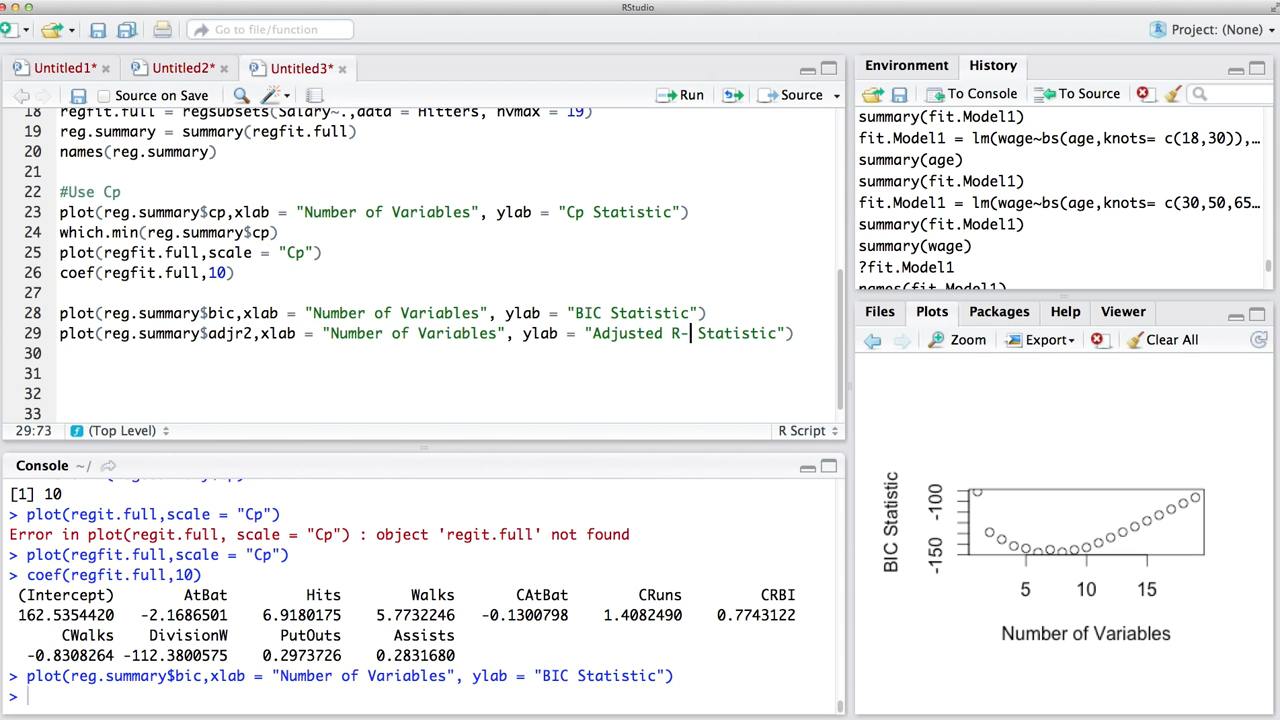 RStudio
Go to file/function
Project: (None)
Untitled1*
Untitled2*
Untitled3*
Source on Save
Run
Source
18 regfit.full = regsubsets(Salary~.,data = Hitters, nvmax = 19)
19 reg.summary = summary(regfit.full)
20 names(reg.summary)
21
22 #Use Cp
23 plot(reg.summary$cp,xlab = "Number of Variables", ylab = "Cp Statistic")
24 which.min(reg.summary$cp)
25 plot(regfit.full,scale = "Cp")
26 coef(regfit.full,10)
27
28 plot(reg.summary$bic,xlab = "Number of Variables", ylab = "BIC Statistic")
29 plot(reg.summary$adjr2,xlab = "Number of Variables", ylab = "Adjusted R- Statistic")
30
31
32
33
29:73
(Top Level)
R Script
Console ~/
[1] 10
> plot(regit.full,scale = "Cp")
Error in plot(regit.full, scale = "Cp") : object 'regit.full' not found
> plot(regfit.full,scale = "Cp")
> coef(regfit.full,10)
(Intercept) AtBat Hits Walks CAtBat CRuns CRBI
162.5354420 -2.1686501 6.9180175 5.7732246 -0.1300798 1.4082490 0.7743122
CWalks DivisionW PutOuts Assists
-0.8308264 -112.3800575 0.2973726 0.2831680
> plot(reg.summary$bic,xlab = "Number of Variables", ylab = "BIC Statistic")
>
Environment
History
To Console
To Source
summary(fit.Model1)
fit.Model1 = lm(wage~bs(age,knots= c(18,30)),…
summary(age)
summary(fit.Model1)
fit.Model1 = lm(wage~bs(age,knots= c(30,50,65…
summary(fit.Model1)
summary(wage)
?fit.Model1
names(fit.Model1)
Files
Plots
Packages
Help
Viewer
Zoom
Export
Clear All
BIC Statistic
-100
-150
5 10 15
Number of Variables